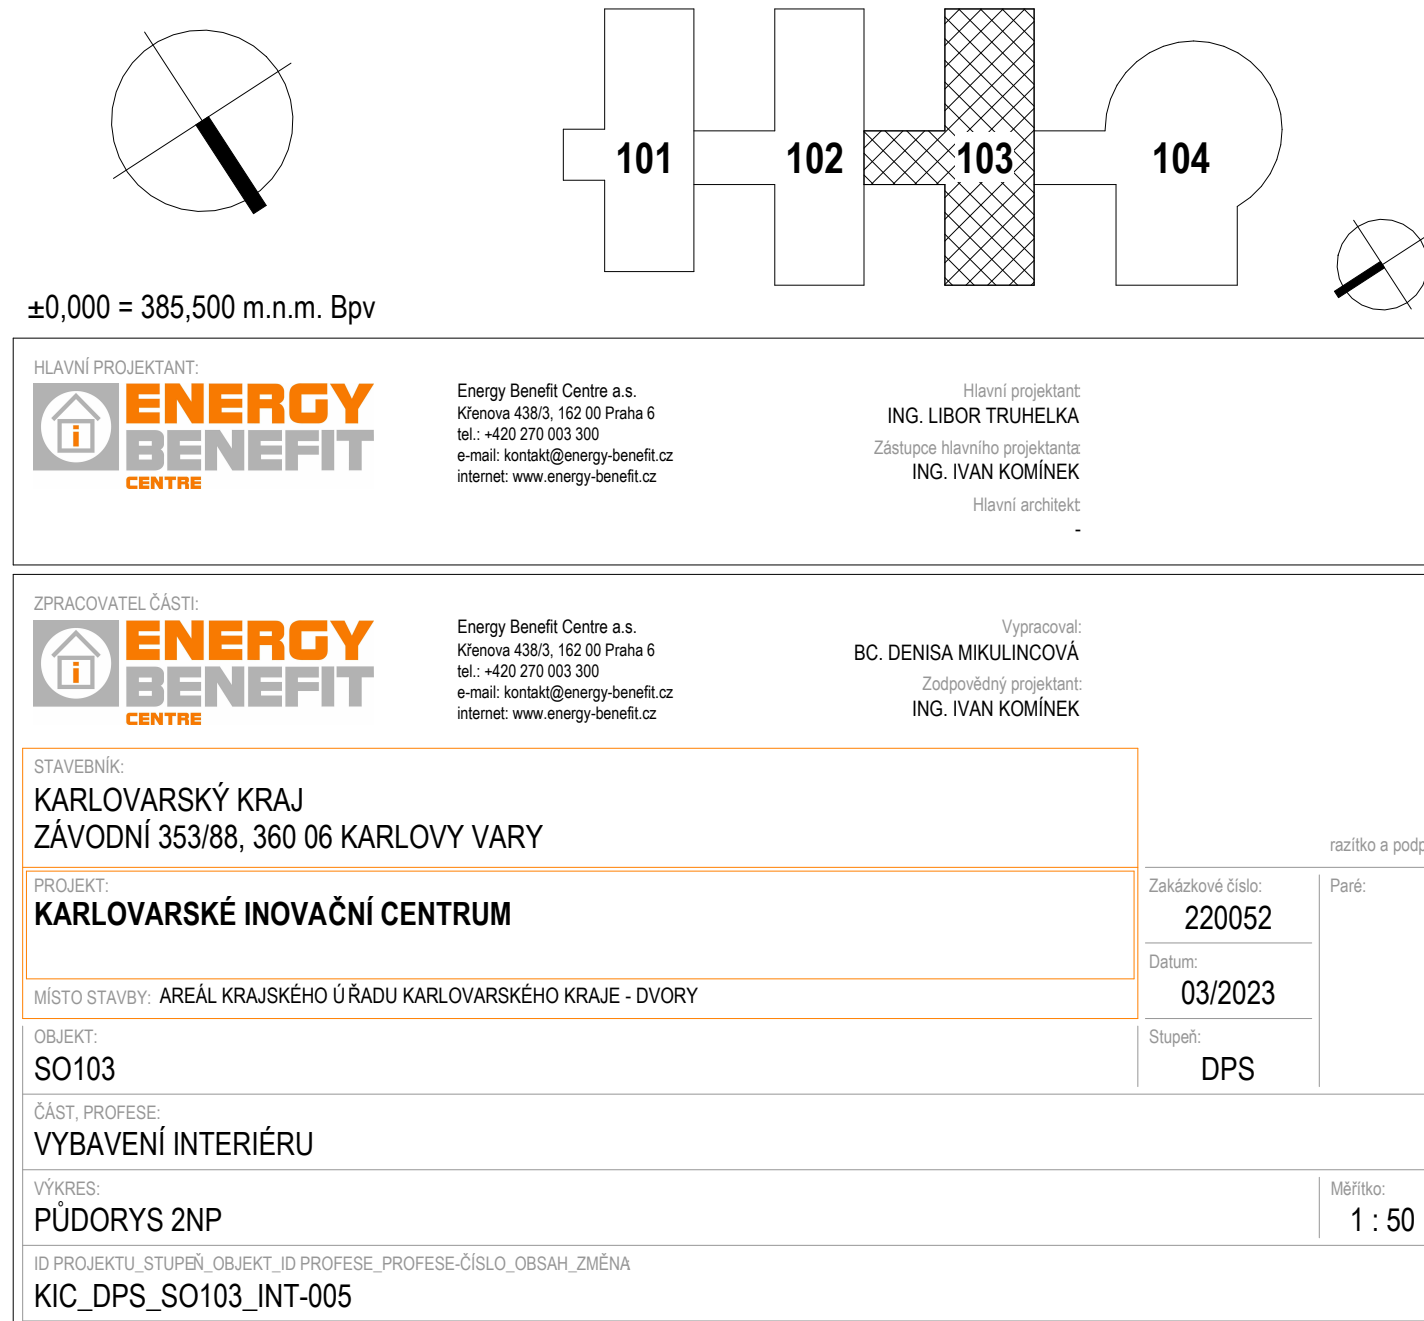 101 102 103 104
±0,000 = 385,500 m.n.m. Bpv
HLAVNÍ PROJEKTANT:
ENERGY
BENEFIT
CENTRE
Energy Benefit Centre a.s.
Křenova 438/3, 162 00 Praha 6
tel.: +420 270 003 300
e-mail: kontakt@energy-benefit.cz
internet: www.energy-benefit.cz
Hlavní projektant:
ING. LIBOR TRUHELKA
Zástupce hlavního projektanta:
ING. IVAN KOMÍNEK
Hlavní architekt:
-
ZPRACOVATEL ČÁSTI:
ENERGY
BENEFIT
CENTRE
Energy Benefit Centre a.s.
Křenova 438/3, 162 00 Praha 6
tel.: +420 270 003 300
e-mail: kontakt@energy-benefit.cz
internet: www.energy-benefit.cz
Vypracoval:
BC. DENISA MIKULINCOVÁ
Zodpovědný projektant:
ING. IVAN KOMÍNEK
STAVEBNÍK:
KARLOVARSKÝ KRAJ
ZÁVODNÍ 353/88, 360 06 KARLOVY VARY
razítko a podp
PROJEKT:
KARLOVARSKÉ INOVAČNÍ CENTRUM
MÍSTO STAVBY: AREÁL KRAJSKÉHO ÚŘADU KARLOVARSKÉHO KRAJE - DVORY
Zakázkové číslo:
220052
Paré:
Datum:
03/2023
OBJEKT:
SO103
Stupeň:
DPS
ČÁST, PROFESE:
VYBAVENÍ INTERIÉRU
VÝKRES:
PŮDORYS 2NP
Měřítko:
1 : 50
ID PROJEKTU_STUPEŇ_OBJEKT_ID PROFESE_PROFESE-ČÍSLO_OBSAH_ZMĚNA:
KIC_DPS_SO103_INT-005